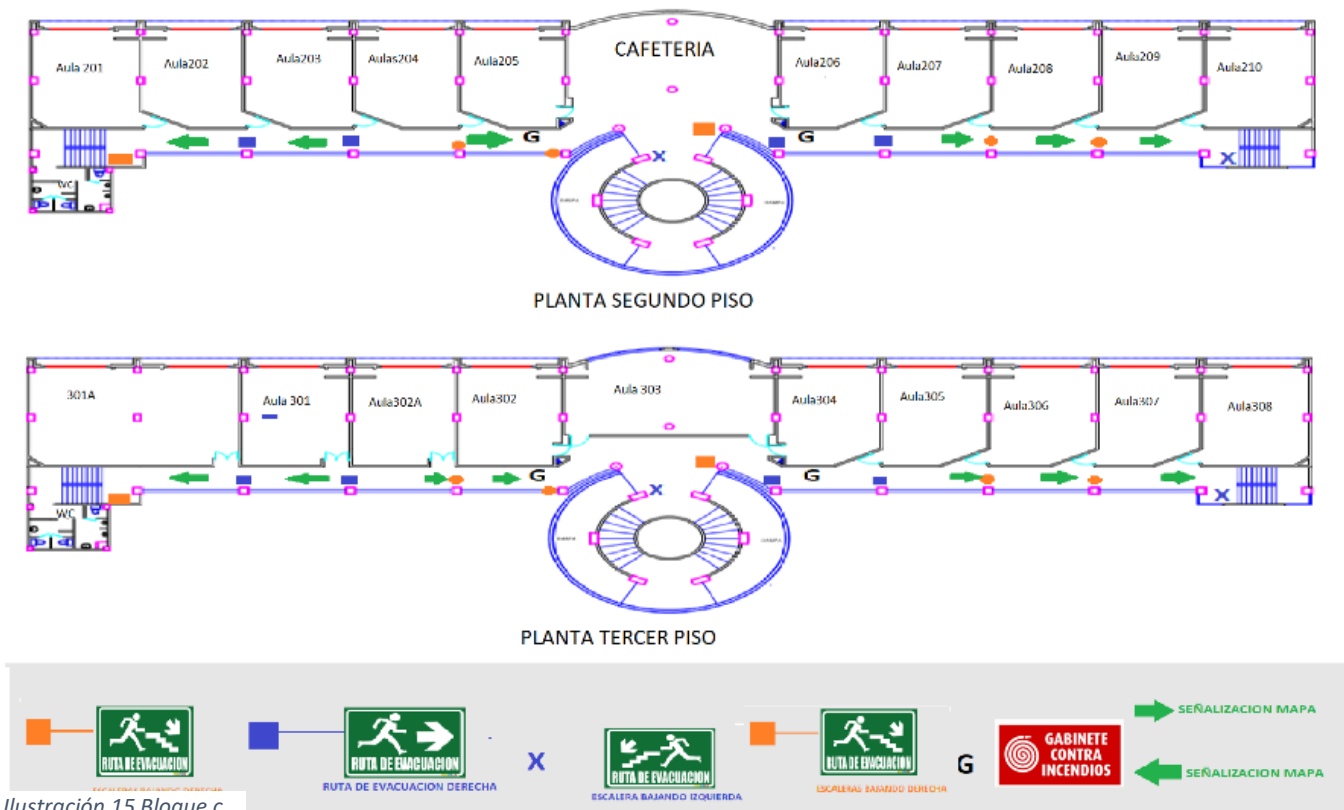 CAFETERIA
Aula 201
Aula202
Aula203
Aulas204
Aula205
Aula206
Aula207
Aula208
Aula209
Aula210
G
G
X
X
WC
PLANTA SEGUNDO PISO
301A
Aula 301
Aula302A
Aula302
Aula 303
Aula304
Aula305
Aula306
Aula307
Aula308
G
G
X
X
WC
PLANTA TERCER PISO
RUTA DE EVACUACION
ESCALERAS BAJANDO DERECHA
RUTA DE EVACUACION
RUTA DE EVACUACION DERECHA
X
RUTA DE EVACUACION
ESCALERA BAJANDO IZQUIERDA
RUTA DE EVACUACION
ESCALERAS BAJANDO DERECHA
G
GABINETE
CONTRA
INCENDIOS
SEÑALIZACION MAPA
SEÑALIZACION MAPA
Ilustración 15 Bloque c